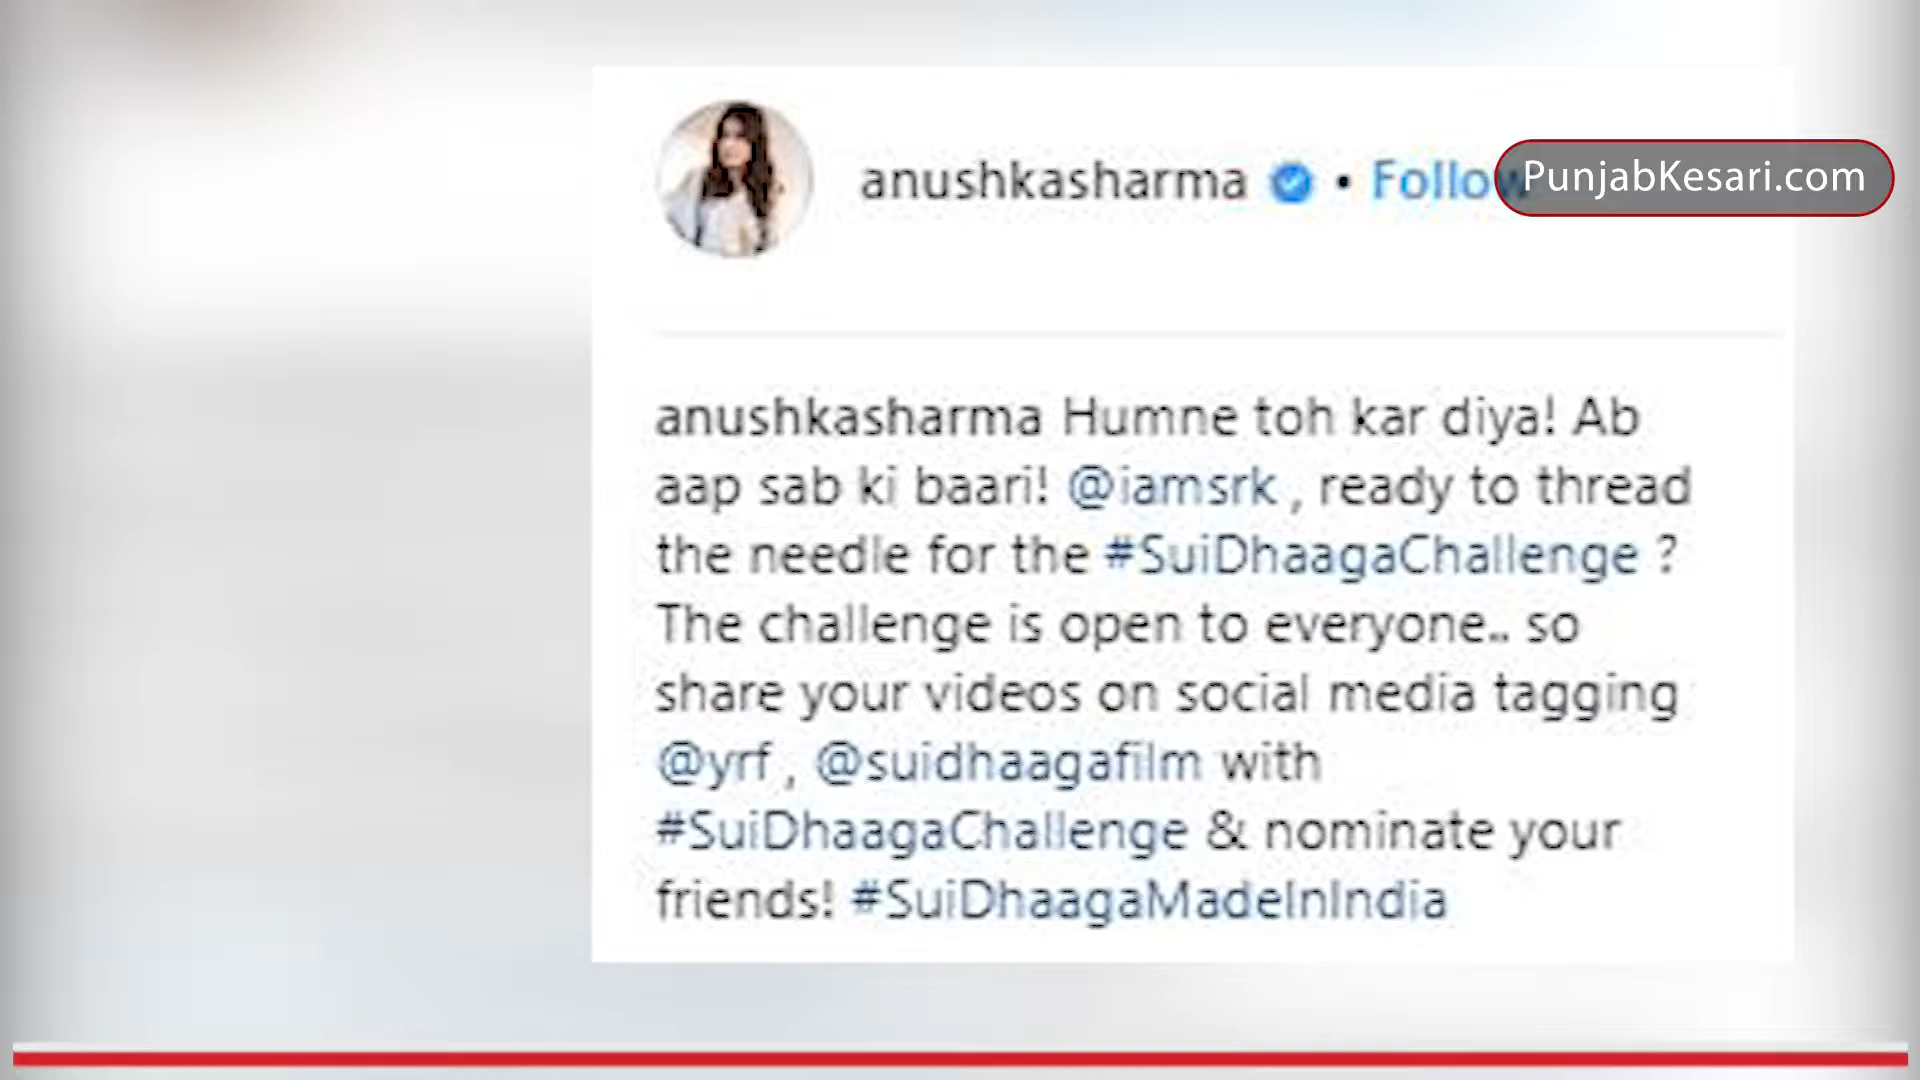 anushkasharma • Follow
PunjabKesari.com
anushkasharma Humne toh kar diya! Ab
aap sab ki baari! @iamsrk , ready to thread
the needle for the #SuiDhaagaChallenge ?
The challenge is open to everyone.. so
share your videos on social media tagging
@yrf , @suidhaagafilm with
#SuiDhaagaChallenge & nominate your
friends! #SuiDhaagaMadeInIndia